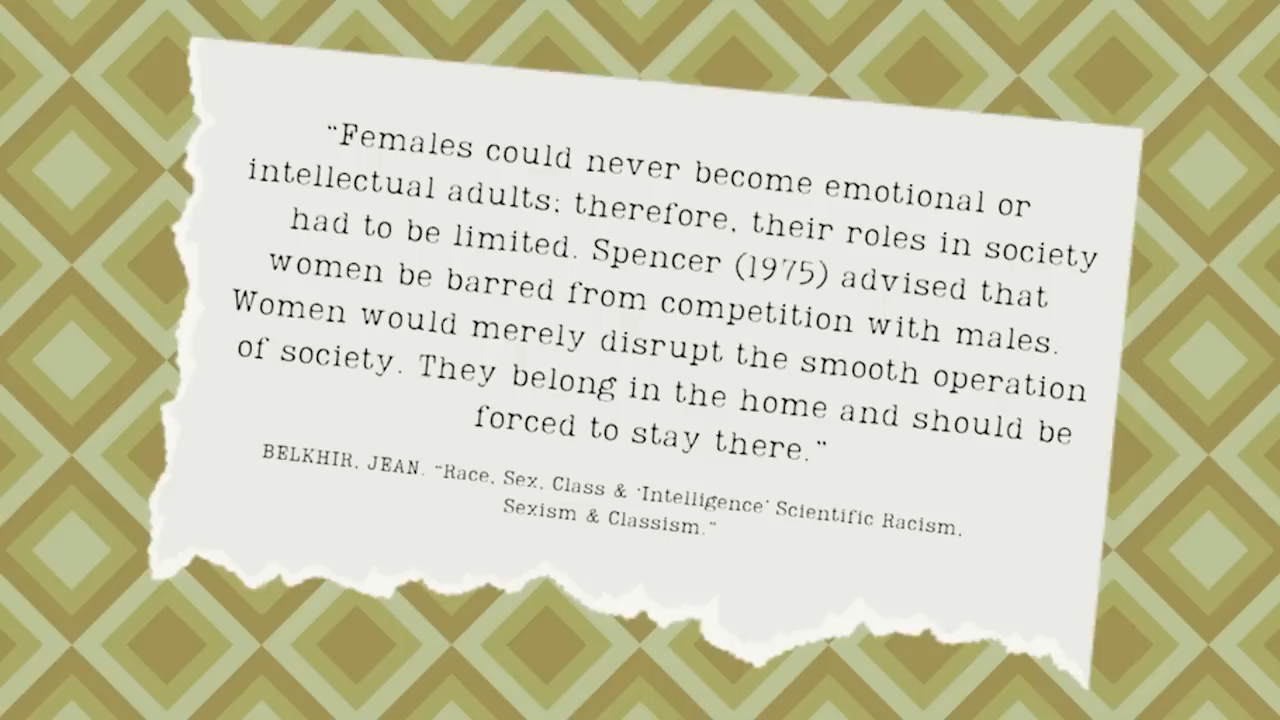 "Females could never become emotional or
intellectual adults; therefore, their roles in society
had to be limited. Spencer (1975) advised that
women be barred from competition with males.
Women would merely disrupt the smooth operation
of society. They belong in the home and should be
forced to stay there."
BELKHIR, JEAN. "Race, Sex, Class & 'Intelligence' Scientific Racism,
Sexism & Classism."